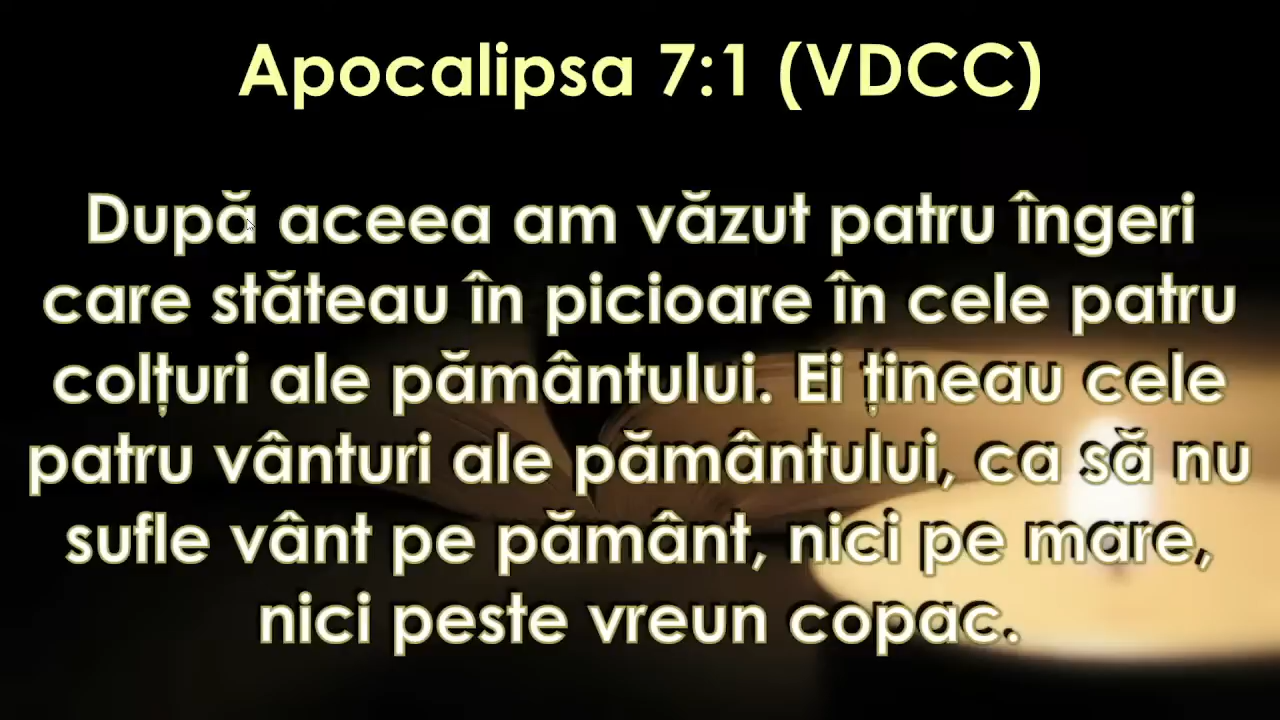 Apocalipsa 7:1 (VDCC)
După aceea am văzut patru îngeri
care stăteau în picioare în cele patru
colțuri ale pământului. Ei țineau cele
patru vânturi ale pământului, ca să nu
sufle vânt pe pământ, nici pe mare,
nici peste vreun copac.